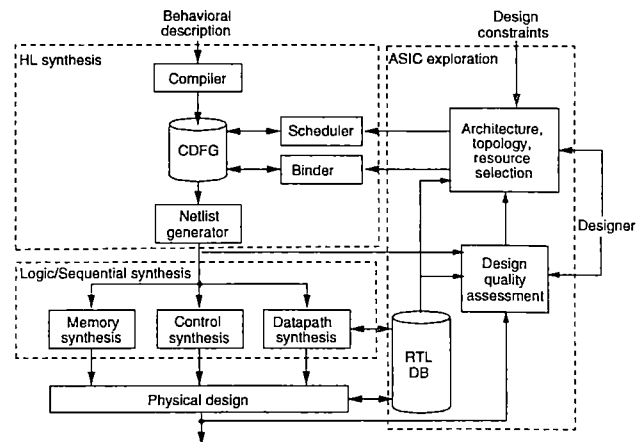 Behavioral
description
Design
constraints
HL synthesis
ASIC exploration
Compiler
CDFG
Scheduler
Binder
Architecture,
topology,
resource
selection
Netlist
generator
Designer
Logic/Sequential synthesis
Design
quality
assessment
Memory
synthesis
Control
synthesis
Datapath
synthesis
RTL
DB
Physical design